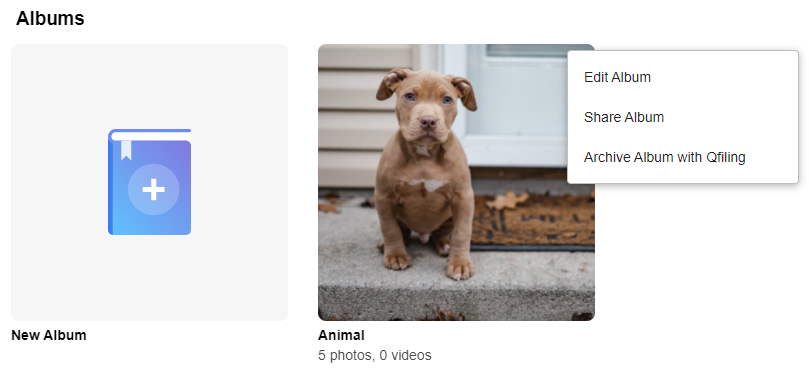 Albums
Edit Album
Share Album
Archive Album with Qfiling
New Album
Animal
5 photos, 0 videos